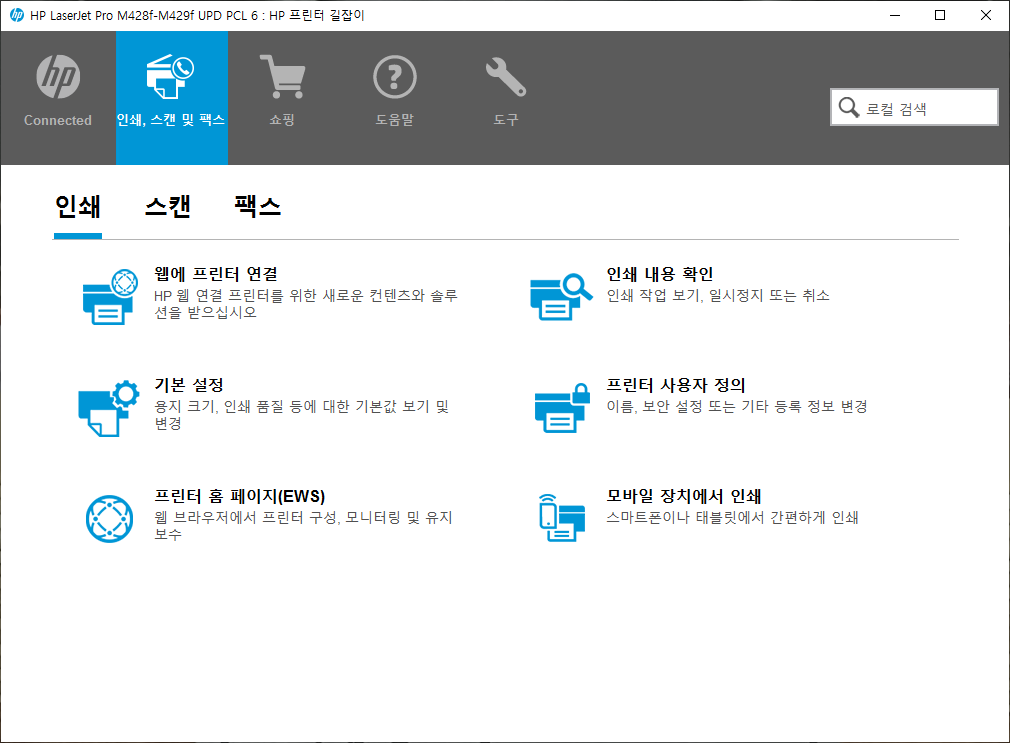 HP LaserJet Pro M428f-M429f UPD PCL 6 : HP 프린터 길잡이
Connected
인쇄, 스캔 및 팩스
쇼핑
도움말
도구
로컬 검색
인쇄 스캔 팩스
웹에 프린터 연결
HP 웹 연결 프린터를 위한 새로운 컨텐츠와 솔루
션을 받으십시오
인쇄 내용 확인
인쇄 작업 보기, 일시정지 또는 취소
기본 설정
용지 크기, 인쇄 품질 등에 대한 기본값 보기 및
변경
프린터 사용자 정의
이름, 보안 설정 또는 기타 등록 정보 변경
프린터 홈 페이지(EWS)
웹 브라우저에서 프린터 구성, 모니터링 및 유지
보수
모바일 장치에서 인쇄
스마트폰이나 태블릿에서 간편하게 인쇄